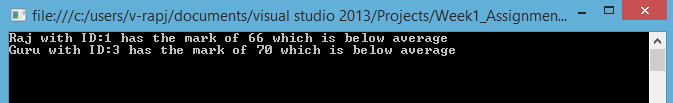 file:///c:/users/v-rapj/documents/visual studio 2013/Projects/Week1_Assignmen...
Raj with ID:1 has the mark of 66 which is below average
Guru with ID:3 has the mark of 70 which is below average